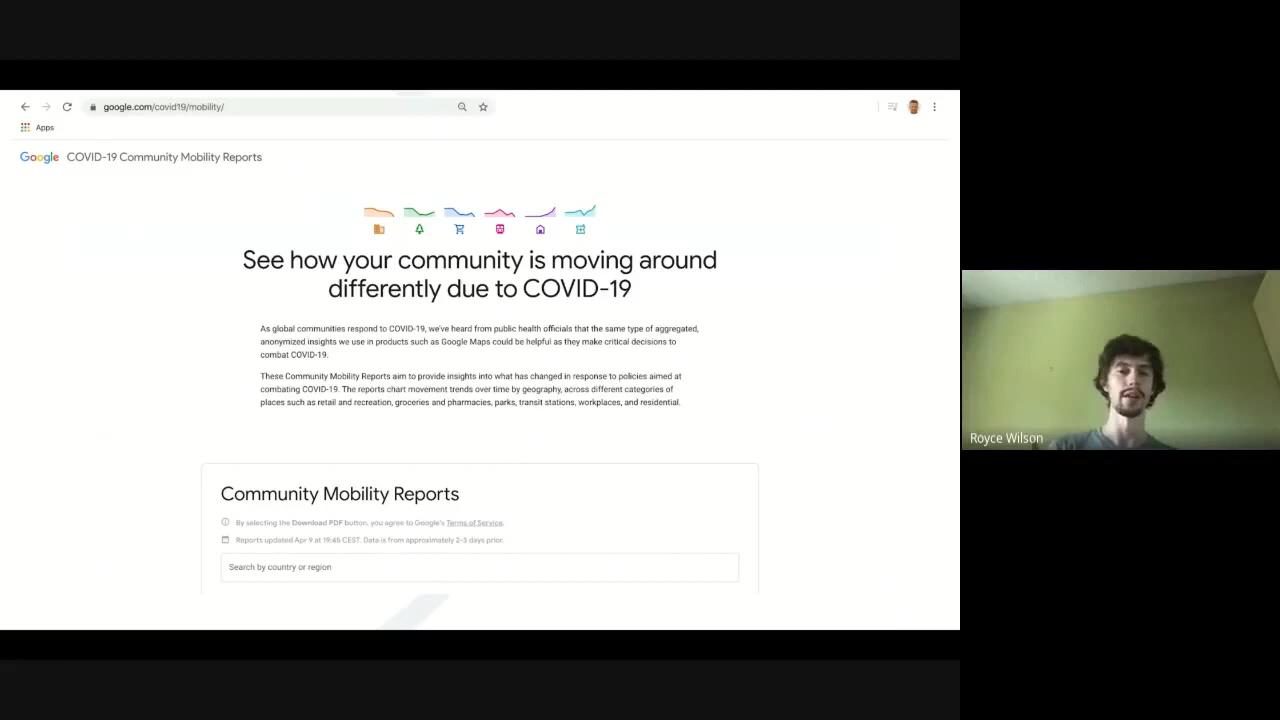 google.com/covid19/mobility/
Apps
Google COVID-19 Community Mobility Reports
See how your community is moving around
differently due to COVID-19
As global communities respond to COVID-19, we've heard from public health officials that the same type of aggregated,
anonymized insights we use in products such as Google Maps could be helpful as they make critical decisions to
combat COVID-19.
These Community Mobility Reports aim to provide insights into what has changed in response to policies aimed at
combating COVID-19. The reports chart movement trends over time by geography, across different categories of
places such as retail and recreation, groceries and pharmacies, parks, transit stations, workplaces, and residential.
Community Mobility Reports
By selecting the Download PDF button, you agree to Google's Terms of Service.
Reports updated Apr 9 at 19:45 CEST. Data is from approximately 2-3 days prior.
Search by country or region
Royce Wilson